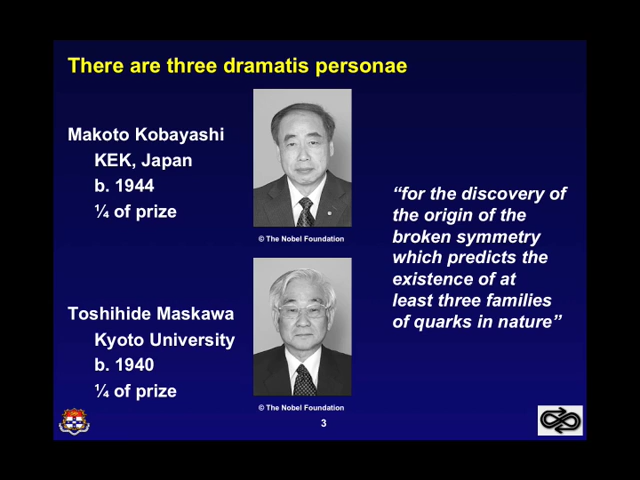 There are three dramatis personae
Makoto Kobayashi
KEK, Japan
b. 1944
¼ of prize
© The Nobel Foundation
Toshihide Maskawa
Kyoto University
b. 1940
¼ of prize
© The Nobel Foundation
“for the discovery of
the origin of the
broken symmetry
which predicts the
existence of at
least three families
of quarks in nature”
3